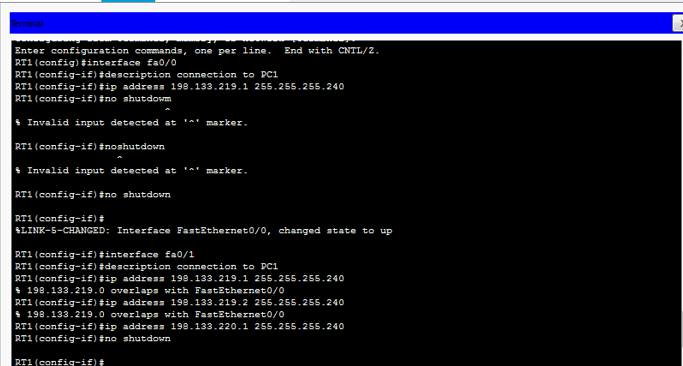 Terminal
Enter configuration commands, one per line.  End with CNTL/Z.
RT1(config)#interface fa0/0
RT1(config-if)#description connection to PC1
RT1(config-if)#ip address 198.133.219.1 255.255.255.240
RT1(config-if)#no shutdowm
^
% Invalid input detected at '^' marker.
RT1(config-if)#noshutdown
^
% Invalid input detected at '^' marker.
RT1(config-if)#no shutdown
RT1(config-if)#
%LINK-5-CHANGED: Interface FastEthernet0/0, changed state to up
RT1(config-if)#interface fa0/1
RT1(config-if)#description connection to PC1
RT1(config-if)#ip address 198.133.219.1 255.255.255.240
% 198.133.219.0 overlaps with FastEthernet0/0
RT1(config-if)#ip address 198.133.219.2 255.255.255.240
% 198.133.219.0 overlaps with FastEthernet0/0
RT1(config-if)#ip address 198.133.220.1 255.255.255.240
RT1(config-if)#no shutdown
RT1(config-if)#